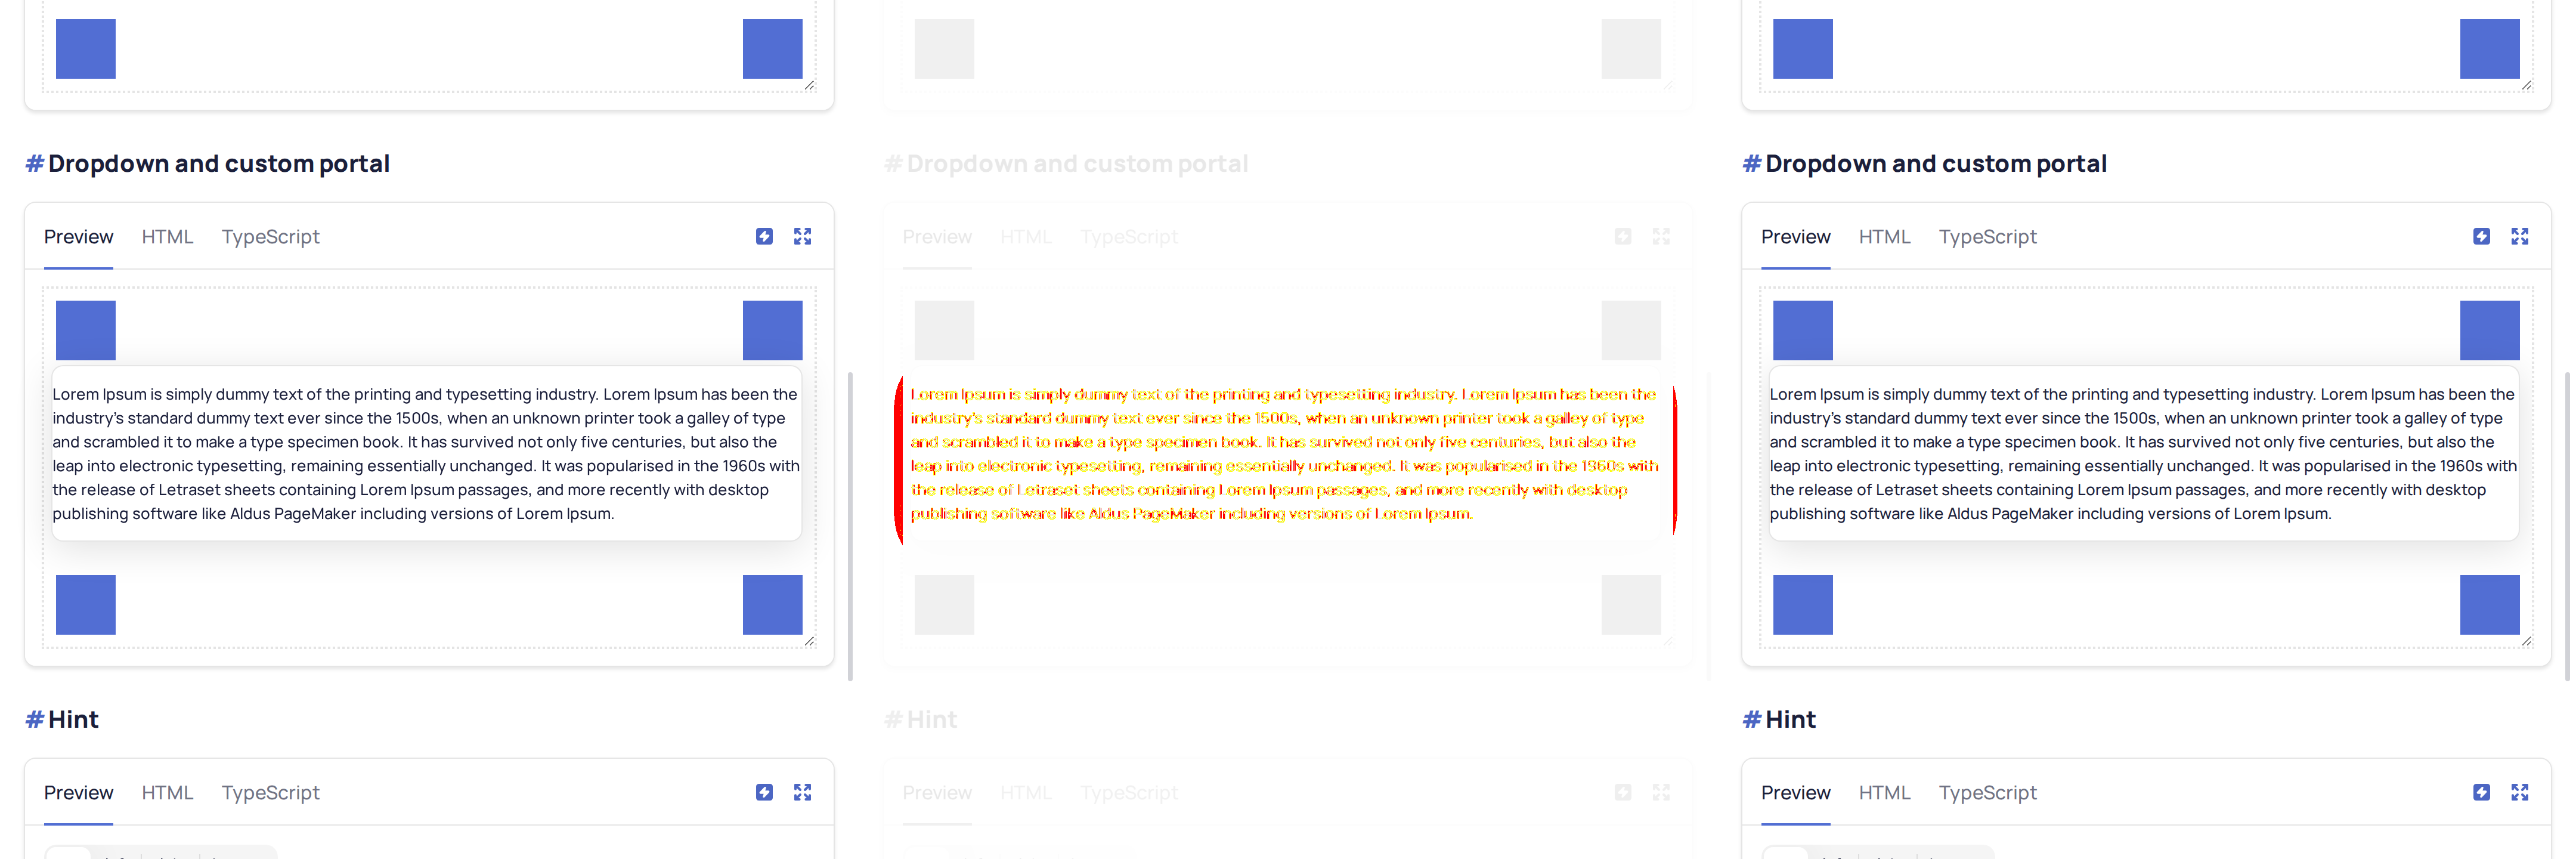 # Dropdown and custom portal
Preview HTML TypeScript
Lorem Ipsum is simply dummy text of the printing and typesetting industry. Lorem Ipsum has been the
industry's standard dummy text ever since the 1500s, when an unknown printer took a galley of type
and scrambled it to make a type specimen book. It has survived not only five centuries, but also the
leap into electronic typesetting, remaining essentially unchanged. It was popularised in the 1960s with
the release of Letraset sheets containing Lorem Ipsum passages, and more recently with desktop
publishing software like Aldus PageMaker including versions of Lorem Ipsum.
# Hint
Preview HTML TypeScript
# Dropdown and custom portal
Preview HTML TypeScript
Lorem Ipsum is simply dummy text of the printing and typesetting industry. Lorem Ipsum has been the
industry's standard dummy text ever since the 1500s, when an unknown printer took a galley of type
and scrambled it to make a type specimen book. It has survived not only five centuries, but also the
leap into electronic typesetting, remaining essentially unchanged. It was popularised in the 1960s with
the release of Letraset sheets containing Lorem Ipsum passages, and more recently with desktop
publishing software like Aldus PageMaker including versions of Lorem Ipsum.
# Hint
Preview HTML TypeScript
# Dropdown and custom portal
Preview HTML TypeScript
Lorem Ipsum is simply dummy text of the printing and typesetting industry. Lorem Ipsum has been the
industry's standard dummy text ever since the 1500s, when an unknown printer took a galley of type
and scrambled it to make a type specimen book. It has survived not only five centuries, but also the
leap into electronic typesetting, remaining essentially unchanged. It was popularised in the 1960s with
the release of Letraset sheets containing Lorem Ipsum passages, and more recently with desktop
publishing software like Aldus PageMaker including versions of Lorem Ipsum.
# Hint
Preview HTML TypeScript